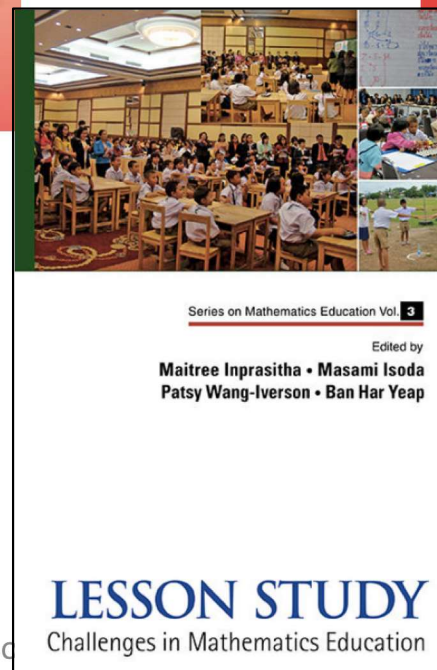 Series on Mathematics Education Vol. 3
Edited by
Maitree Inprasitha • Masami Isoda
Patsy Wang-Iverson • Ban Har Yeap
LESSON STUDY
Challenges in Mathematics Education